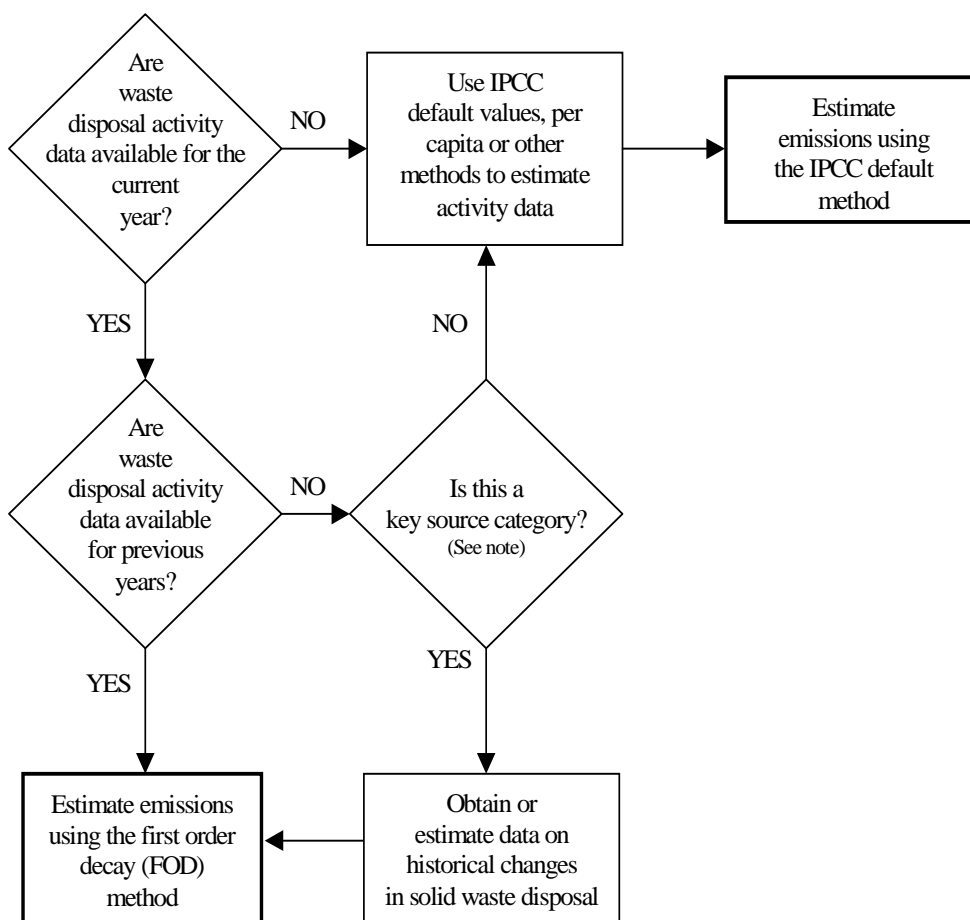 Are
waste
disposal activity
data available for the
current
year?
NO
Use IPCC
default values, per
capita or other
methods to estimate
activity data
Estimate
emissions using
the IPCC default
method
YES
NO
Are
waste
disposal activity
data available
for previous
years?
NO
Is this a
key source category?
(See note)
YES
YES
Estimate emissions
using the first order
decay (FOD)
method
Obtain or
estimate data on
historical changes
in solid waste disposal